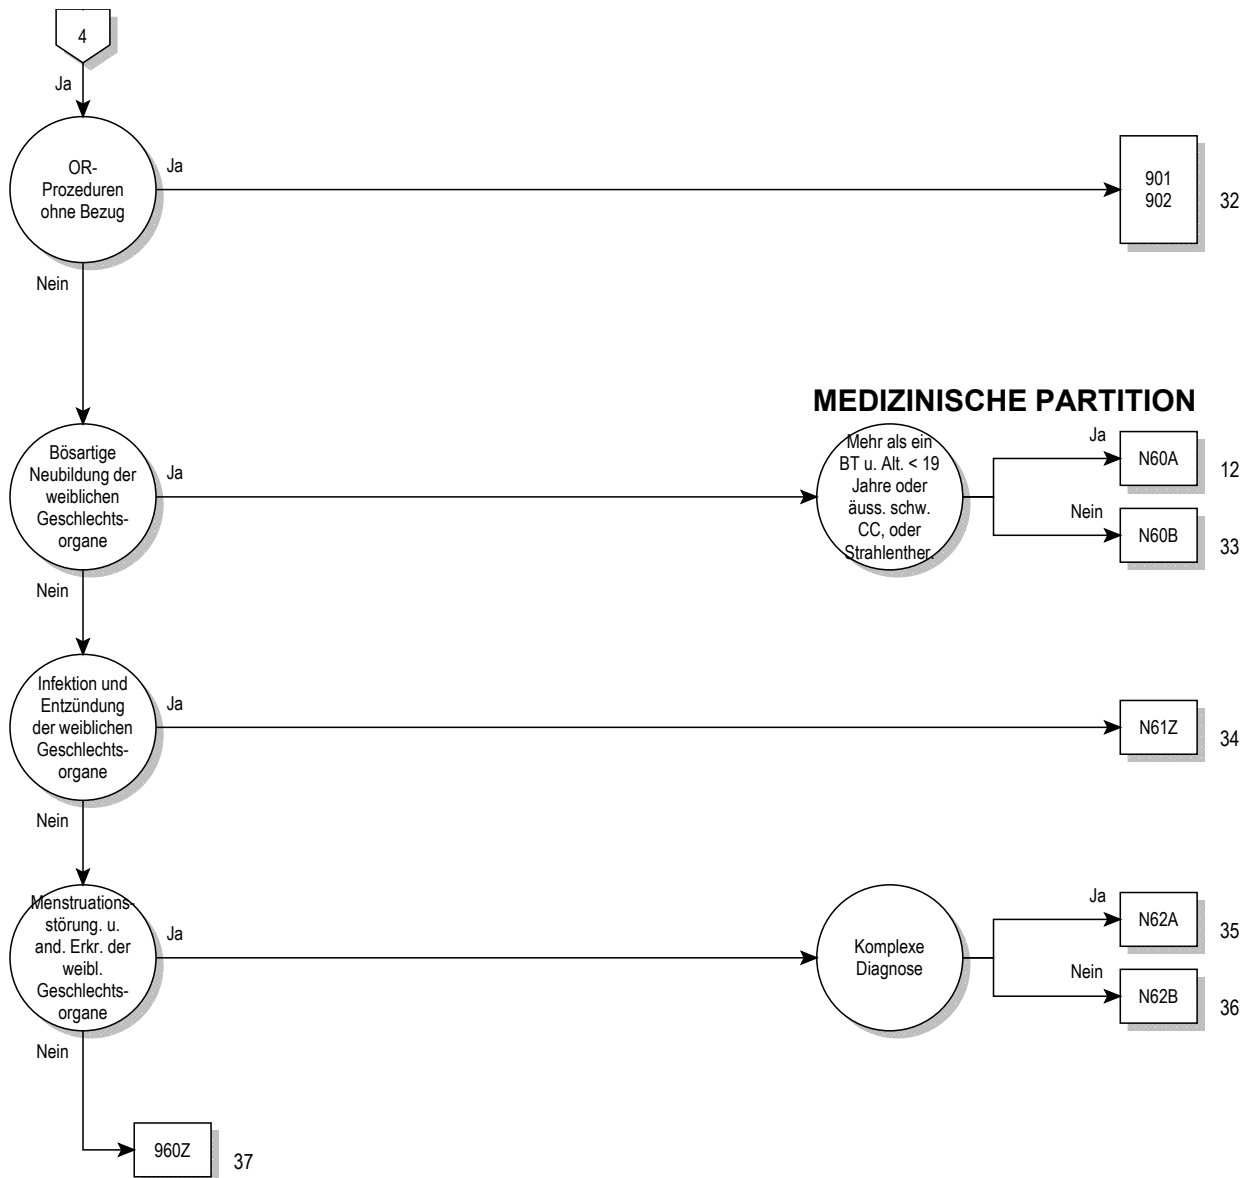 4
Ja
OR-
Prozeduren
ohne Bezug
Ja
901
902
32
Nein
MEDIZINISCHE PARTITION
Bösartige
Neubildung der
weiblichen
Geschlechts-
organe
Ja
Mehr als ein
BT u. Alt. < 19
Jahre oder
äuss. schw.
CC, oder
Strahlenther.
Ja
N60A
12
Nein
N60B
33
Nein
Infektion und
Entzündung
der weiblichen
Geschlechts-
organe
Ja
N61Z
34
Nein
Menstruations-
störung. u.
and. Erkr. der
weibl.
Geschlechts-
organe
Ja
Komplexe
Diagnose
Ja
N62A
35
Nein
N62B
36
Nein
960Z
37